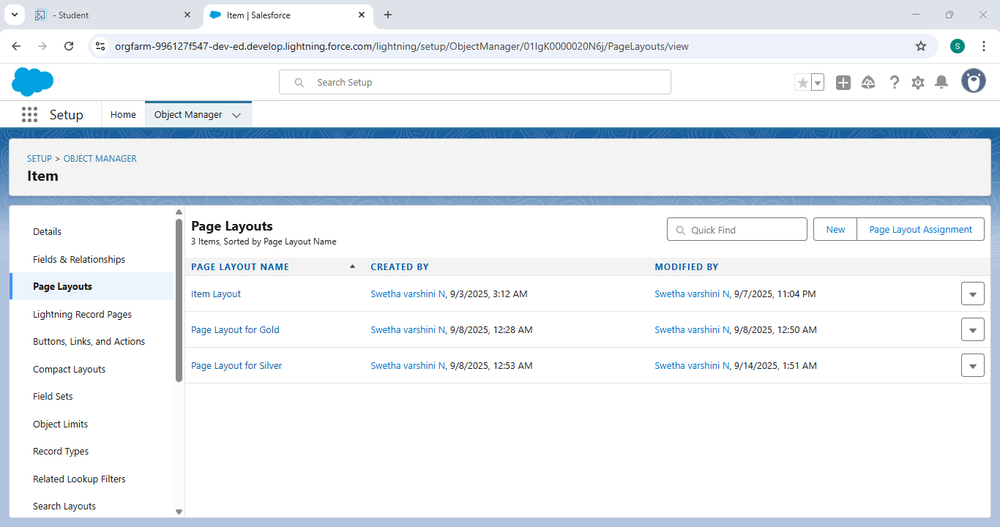 - Student
Item | Salesforce
orgfarm-996127f547-dev-ed.develop.lightning.force.com/lightning/setup/ObjectManager/01IgK0000020N6j/PageLayouts/view
S
Search Setup
Setup
Home
Object Manager
SETUP > OBJECT MANAGER
Item
Details
Fields & Relationships
Page Layouts
Lightning Record Pages
Buttons, Links, and Actions
Compact Layouts
Field Sets
Object Limits
Record Types
Related Lookup Filters
Search Layouts
Page Layouts
3 Items, Sorted by Page Layout Name
Quick Find
New
Page Layout Assignment
PAGE LAYOUT NAME CREATED BY MODIFIED BY
Item Layout Swetha varshini N, 9/3/2025, 3:12 AM Swetha varshini N, 9/7/2025, 11:04 PM
Page Layout for Gold Swetha varshini N, 9/8/2025, 12:28 AM Swetha varshini N, 9/8/2025, 12:50 AM
Page Layout for Silver Swetha varshini N, 9/8/2025, 12:53 AM Swetha varshini N, 9/14/2025, 1:51 AM